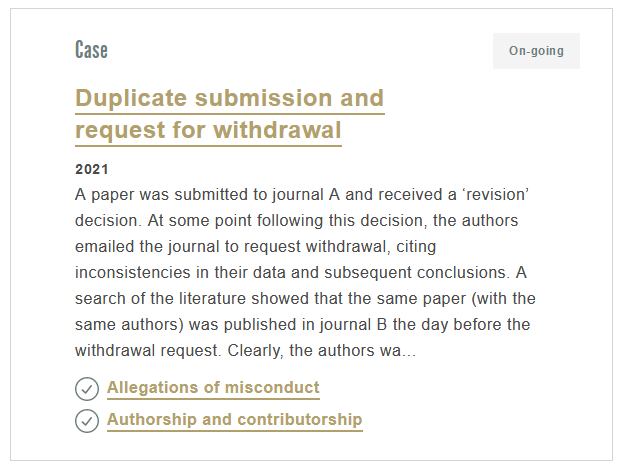 Case
On-going
Duplicate submission and
request for withdrawal
2021
A paper was submitted to journal A and received a ‘revision’
decision. At some point following this decision, the authors
emailed the journal to request withdrawal, citing
inconsistencies in their data and subsequent conclusions. A
search of the literature showed that the same paper (with the
same authors) was published in journal B the day before the
withdrawal request. Clearly, the authors wa...
Allegations of misconduct
Authorship and contributorship